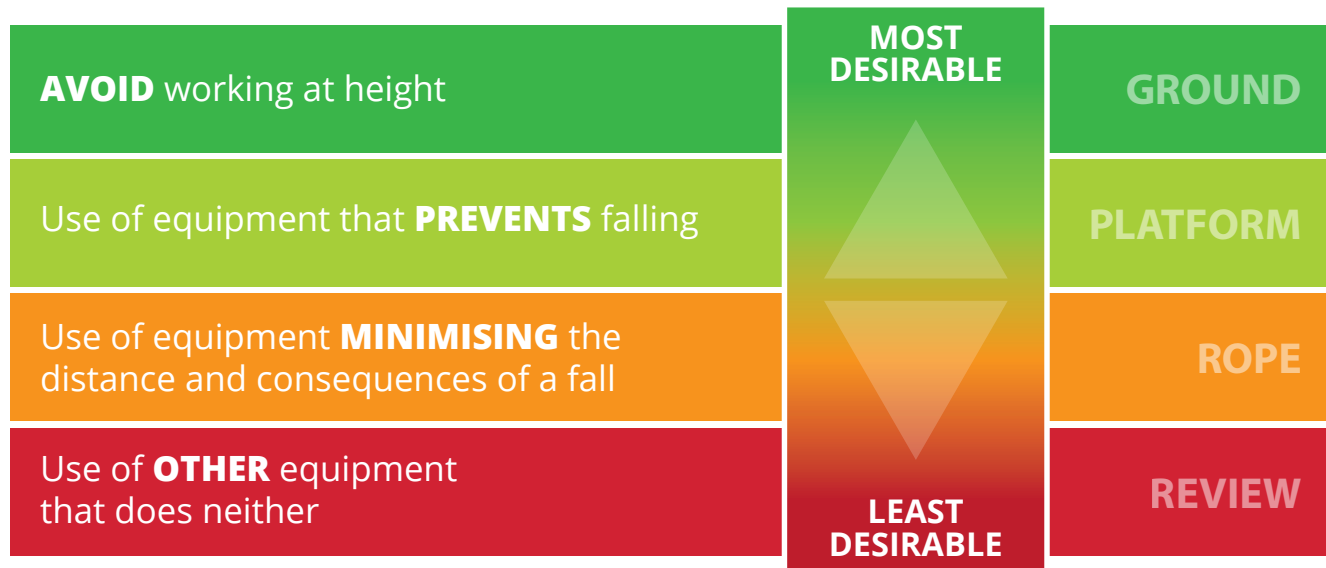 AVOID working at height
MOST
DESIRABLE
GROUND
Use of equipment that PREVENTS falling
PLATFORM
Use of equipment MINIMISING the
distance and consequences of a fall
ROPE
Use of OTHER equipment
that does neither
LEAST
DESIRABLE
REVIEW